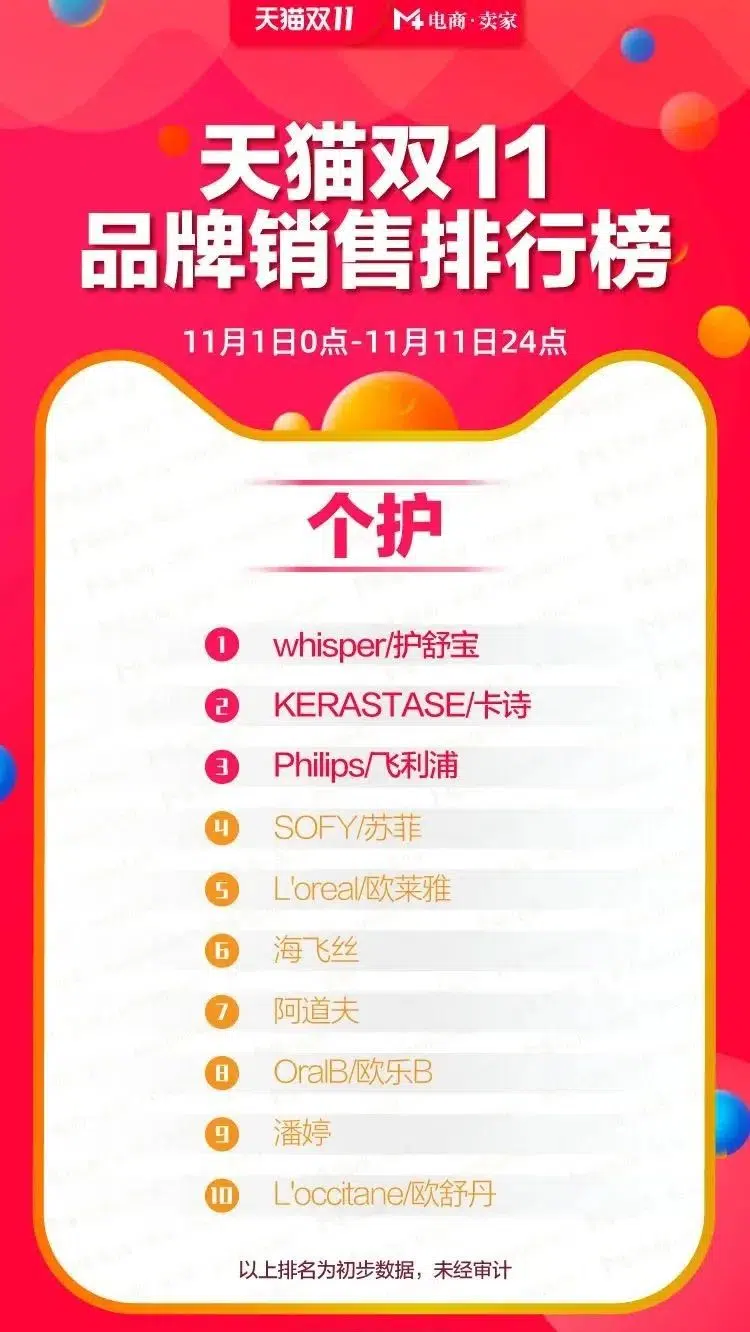 天猫双11 M4电商·卖家
天猫双11
品牌销售排行榜
11月1日0点-11月11日24点
个护
1 whisper/护舒宝
2 KERASTASE/卡诗
3 Philips/飞利浦
4 SOFY/苏菲
5 L'oreal/欧莱雅
6 海飞丝
7 阿道夫
8 OralB/欧乐B
9 潘婷
10 L'occitane/欧舒丹
以上排名为初步数据，未经审计